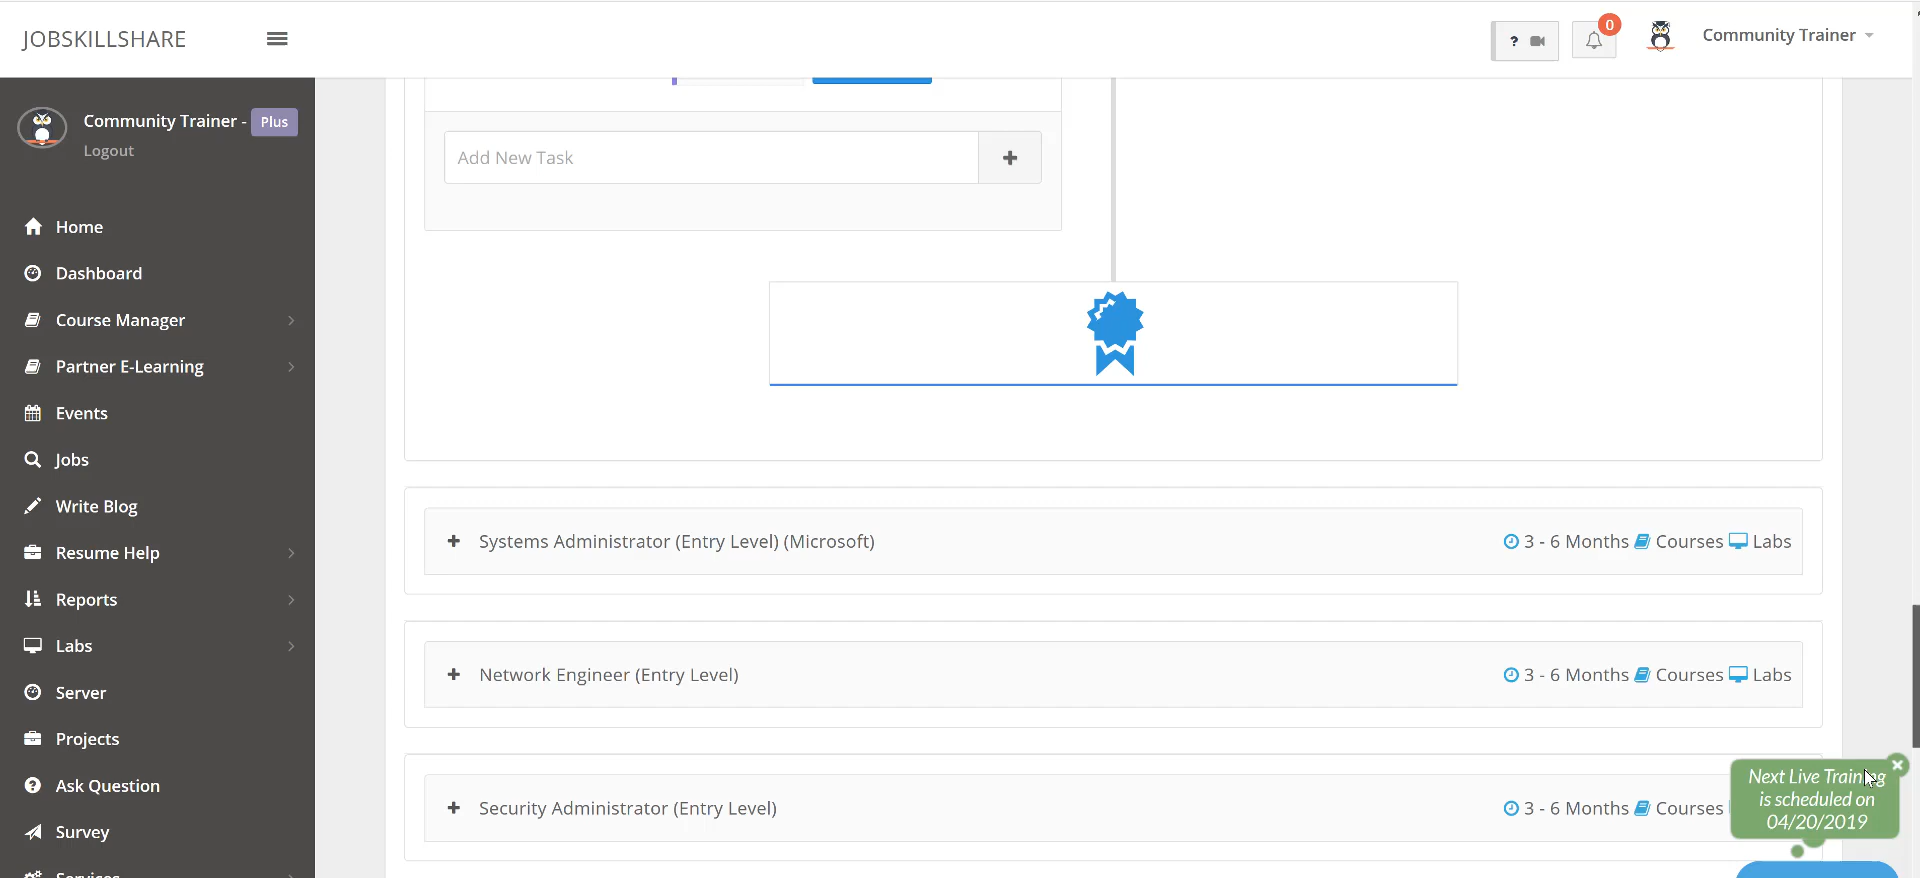 JOBSKILLSHARE
?
0
Community Trainer
Community Trainer - Plus
Logout
Home
Dashboard
Course Manager
Partner E-Learning
Events
Jobs
Write Blog
Resume Help
Reports
Labs
Server
Projects
Ask Question
Survey
Services
Add New Task
Systems Administrator (Entry Level) (Microsoft)
3 - 6 Months Courses Labs
Network Engineer (Entry Level)
3 - 6 Months Courses Labs
Security Administrator (Entry Level)
3 - 6 Months Courses
Next Live Training
is scheduled on
04/20/2019